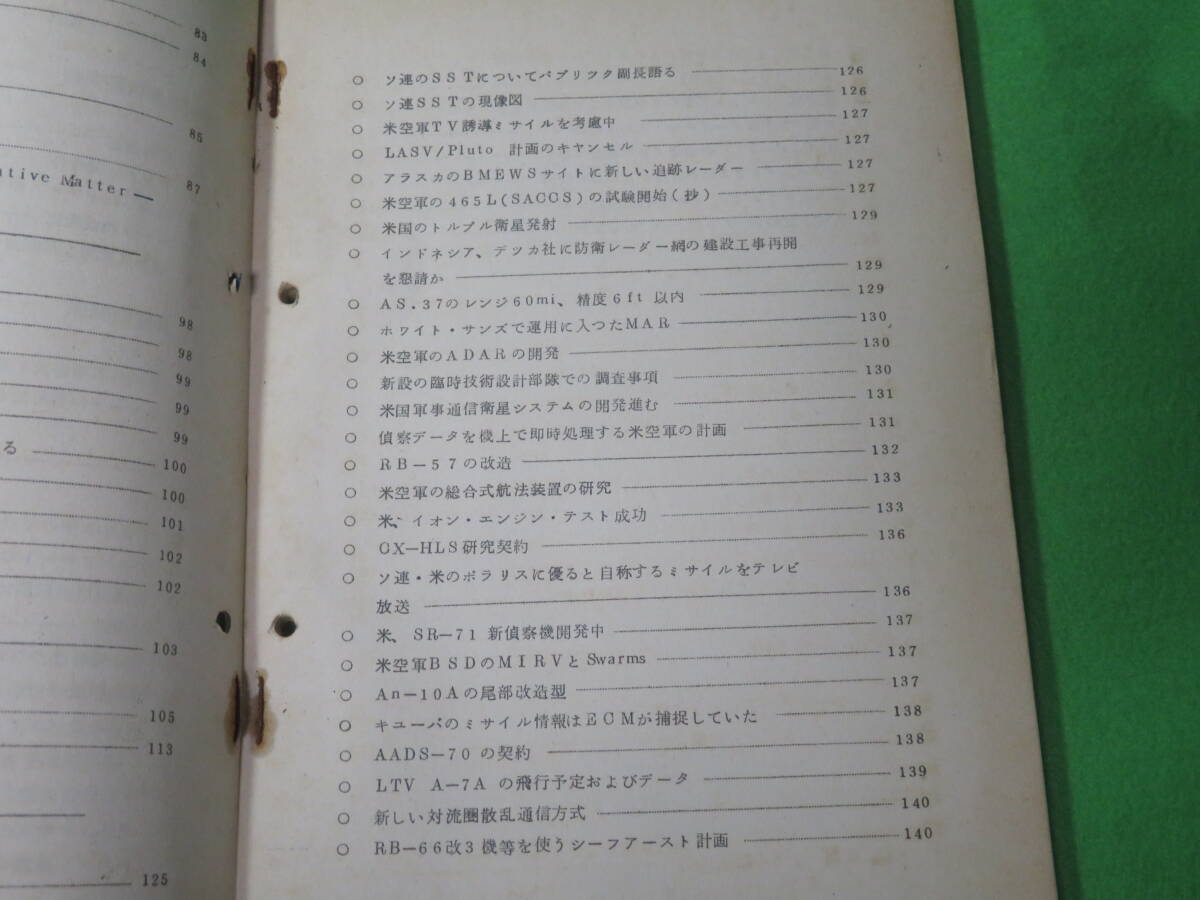 83
84
85
87
ative Matter
98
98
99
99
99
る 100
100
101
102
102
103
105
113
125
○ ソ連のSSTについてパブリツク副長語る 126
○ ソ連SSTの現像図 126
○ 米空軍TV誘導ミサイルを考慮中 127
○ LASV/Pluto 計画のキヤンセル 127
○ アラスカのBMEWSサイトに新しい追跡レーダー 127
○ 米空軍の465L(SACCS)の試験開始(抄) 127
○ 米国のトルプル衛星発射 129
○ インドネシア、デツカ社に防衛レーダー網の建設工事再開
を懇請か 129
○ AS.37のレンジ60mi、精度6ft 以内 129
○ ホワイト・サンズで運用に入つたMAR 130
○ 米空軍のADARの開発 130
○ 新設の臨時技術設計部隊での調査事項 130
○ 米国軍事通信衛星システムの開発進む 131
○ 偵察データを機上で即時処理する米空軍の計画 131
○ RB-57の改造 132
○ 米空軍の総合式航法装置の研究 133
○ 米、イオン・エンジン・テスト成功 133
○ CX-HLS研究契約 136
○ ソ連・米のポラリスに優ると自称するミサイルをテレビ
放送 136
○ 米、SR-71 新偵察機開発中 137
○ 米空軍BSDのMIRVとSwarms 137
○ An-10Aの尾部改造型 137
○ キユーバのミサイル情報はECMが捕捉していた 138
○ AADS-70 の契約 138
○ LTV A-7A の飛行予定およびデータ 139
○ 新しい対流圏散乱通信方式 140
○ RB-66改3機等を使うシーフアースト計画 140